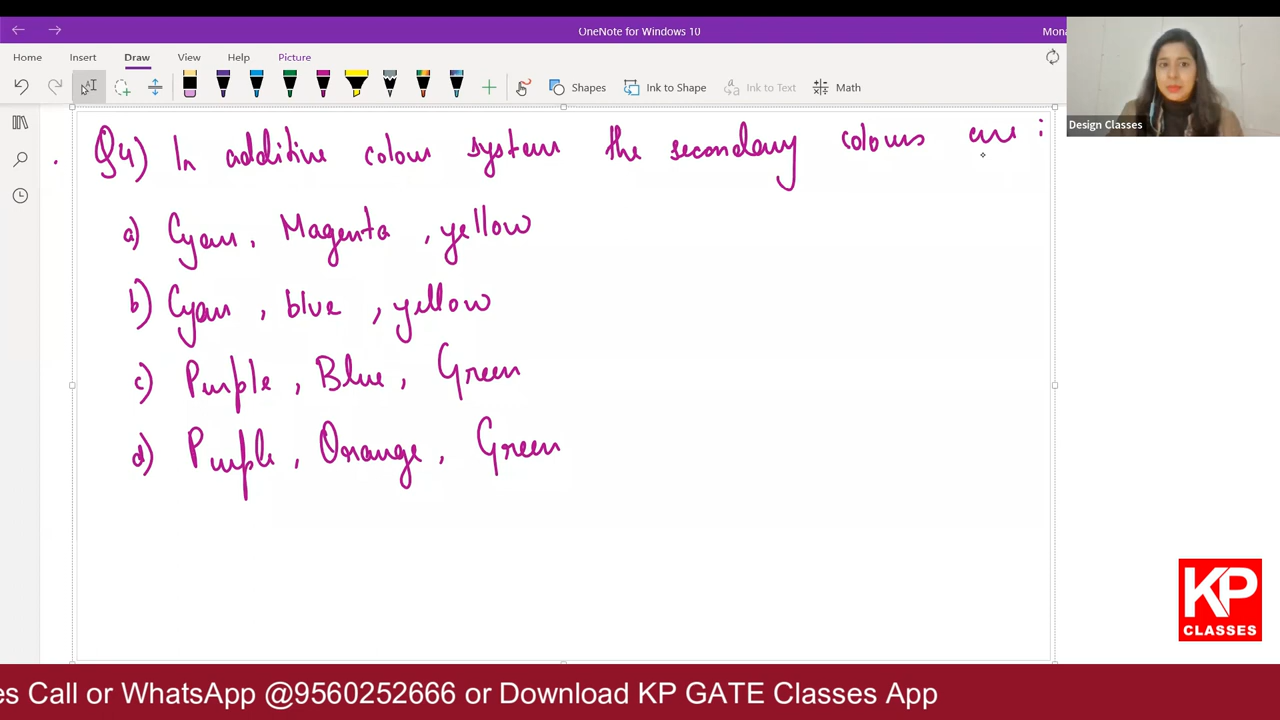 OneNote for Windows 10
Mona
Home Insert Draw View Help Picture
Shapes Ink to Shape Ink to Text Math
Design Classes
Q4) In additive colour system the secondary colours are :
a) Cyan, Magenta, yellow
b) Cyan, blue, yellow
c) Purple, Blue, Green
d) Purple, Orange, Green
KP
CLASSES
es Call or WhatsApp @9560252666 or Download KP GATE Classes App